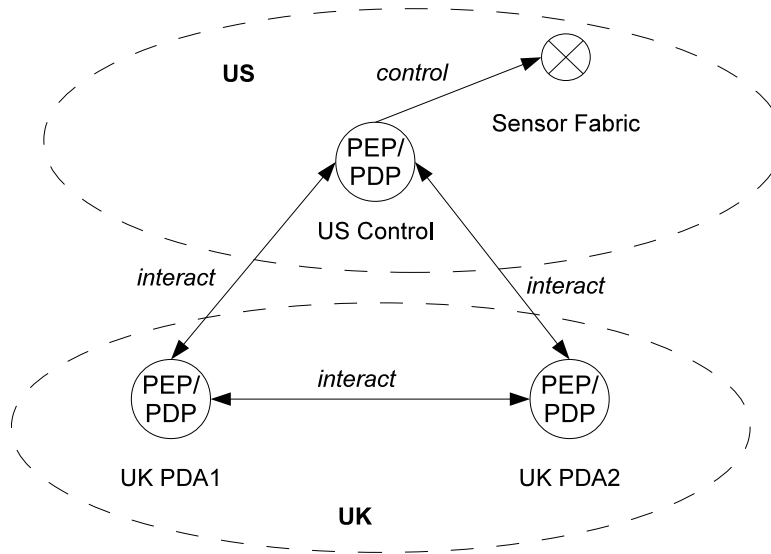 US
control
Sensor Fabric
PEP/
PDP
US Control
interact
interact
PEP/
PDP
interact
PEP/
PDP
UK PDA1
UK PDA2
UK